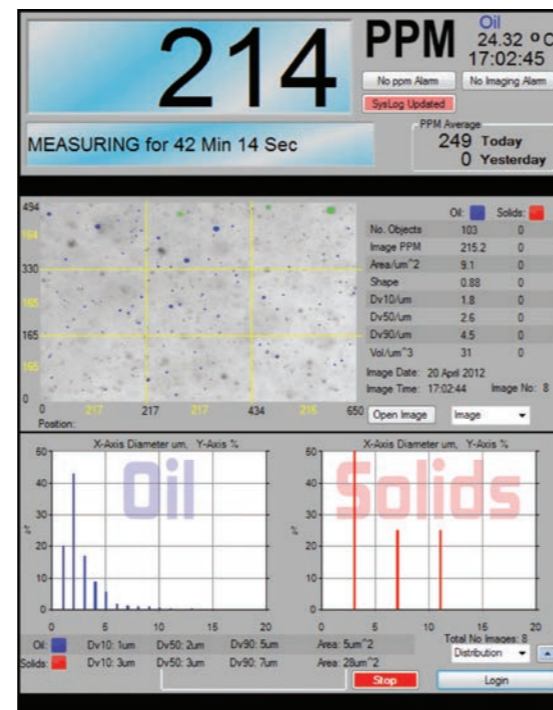 214
PPM
Oil
24.32 ºC
17:02:45
No ppm Alarm
No Imaging Alarm
SysLog Updated
MEASURING for 42 Min 14 Sec
PPM Average
249 Today
0 Yesterday
494
164
330
165
165
165
0
0 217 217 217 434 216 650
Position:
Oil: Solids:
No. Objects 103 0
Image PPM 215.2 0
Area/um^2 9.1 0
Shape 0.88 0
Dv10/um 1.8 0
Dv50/um 2.6 0
Dv90/um 4.5 0
Vol/um^3 31 0
Image Date: 20 April 2012
Image Time: 17:02:44 Image No: 8
Open Image
Image
X-Axis Diameter um, Y-Axis %
Oil
50
40
30
20
10
0
0 5 10 15 20
X-Axis Diameter um, Y-Axis %
Solids
50
40
30
20
10
0
0 5 10 15 20
Oil: Dv10: 1um Dv50: 2um Dv90: 5um Area: 5um^2
Solids: Dv10: 3um Dv50: 3um Dv90: 7um Area: 28um^2
Total No Images: 8
Distribution
Stop
Login